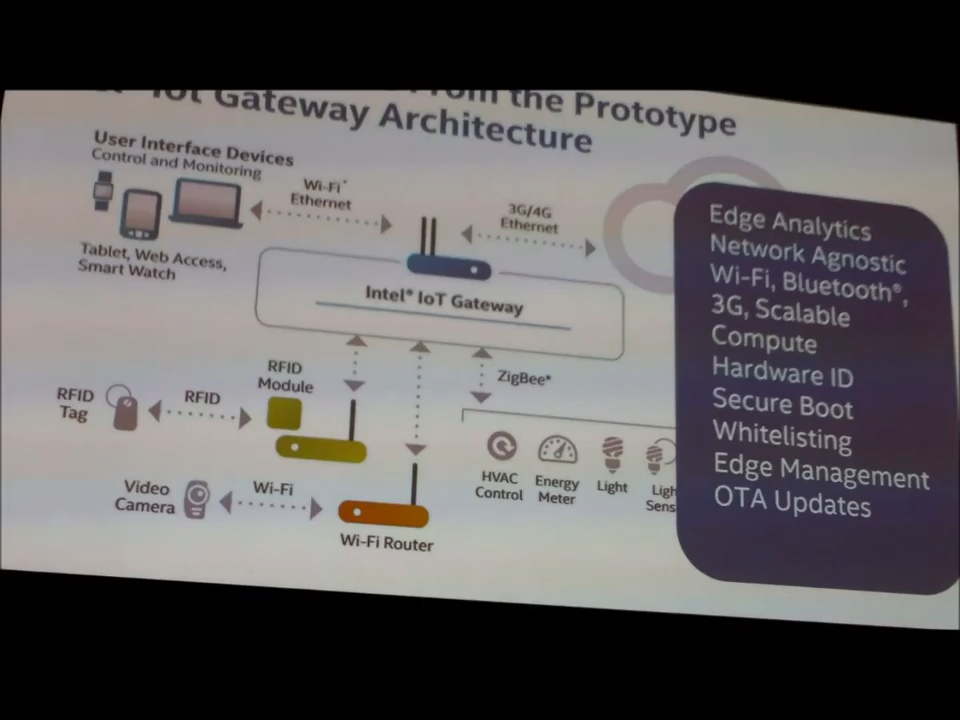 From the Prototype
IoT Gateway Architecture
User Interface Devices
Control and Monitoring
Wi-Fi*
Ethernet
3G/4G
Ethernet
Tablet, Web Access,
Smart Watch
Intel® IoT Gateway
RFID
Module
ZigBee*
RFID
Tag
RFID
HVAC
Control
Energy
Meter
Light
Video
Camera
Wi-Fi
Wi-Fi Router
Edge Analytics
Network Agnostic
Wi-Fi, Bluetooth®,
3G, Scalable
Compute
Hardware ID
Secure Boot
Whitelisting
Edge Management
OTA Updates